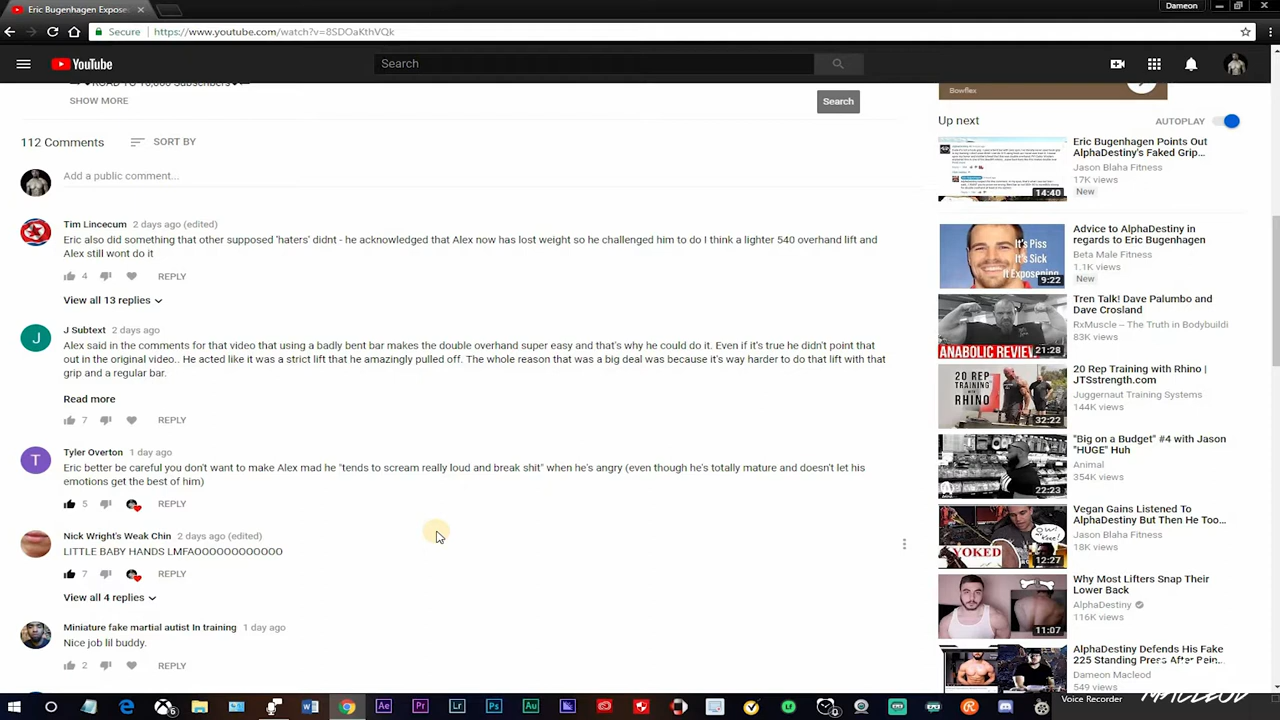 Eric Bugenhagen Expose
Dameon
Secure
https://www.youtube.com/watch?v=8SDOaKthVQk
YouTube
Search
SHOW MORE
Search
112 Comments
SORT BY
Add a public comment...
Tim Lincecum 2 days ago (edited)
Eric also did something that other supposed 'haters' didnt - he acknowledged that Alex now has lost weight so he challenged him to do I think a lighter 540 overhand lift and
Alex still wont do it
4 REPLY
View all 13 replies
J Subtext 2 days ago
Alex said in the comments for that video that using a badly bent bar makes the double overhand super easy and that's why he could do it. Even if it's true he didn't point that
out in the original video.. He acted like it was a strict lift that he amazingly pulled off. The whole reason that was a big deal was because it's way harder to do that lift with that
grip and a regular bar.
Read more
7 REPLY
Tyler Overton 1 day ago
Eric better be careful you don't want to make Alex mad he "tends to scream really loud and break shit" when he's angry (even though he's totally mature and doesn't let his
emotions get the best of him)
5 REPLY
Nick Wright's Weak Chin 2 days ago (edited)
LITTLE BABY HANDS LMFAOOOOOOOOOOOO
7 REPLY
View all 4 replies
Miniature fake martial autist In training 1 day ago
Nice job lil buddy.
2 REPLY
Bowflex
Up next
AUTOPLAY
14:40
Eric Bugenhagen Points Out
AlphaDestiny's Faked Grip...
Jason Blaha Fitness
17K views
New
It's Piss
It's Sick
It Exposening
9:22
Advice to AlphaDestiny in
regards to Eric Bugenhagen
Beta Male Fitness
1.1K views
New
ANABOLIC REVIEW
21:28
Tren Talk! Dave Palumbo and
Dave Crosland
RxMuscle – The Truth in Bodybuildi
83K views
20 REP
TRAINING
WITH
RHINO
32:22
20 Rep Training with Rhino |
JTSstrength.com
Juggernaut Training Systems
144K views
22:23
"Big on a Budget" #4 with Jason
"HUGE" Huh
Animal
354K views
YOKED
12:27
Vegan Gains Listened To
AlphaDestiny But Then He Too...
Jason Blaha Fitness
18K views
11:07
Why Most Lifters Snap Their
Lower Back
AlphaDestiny
116K views
AlphaDestiny Defends His Fake
225 Standing Press After Bein...
Dameon Macleod
549 views
MACLEOD
Voice Recorder